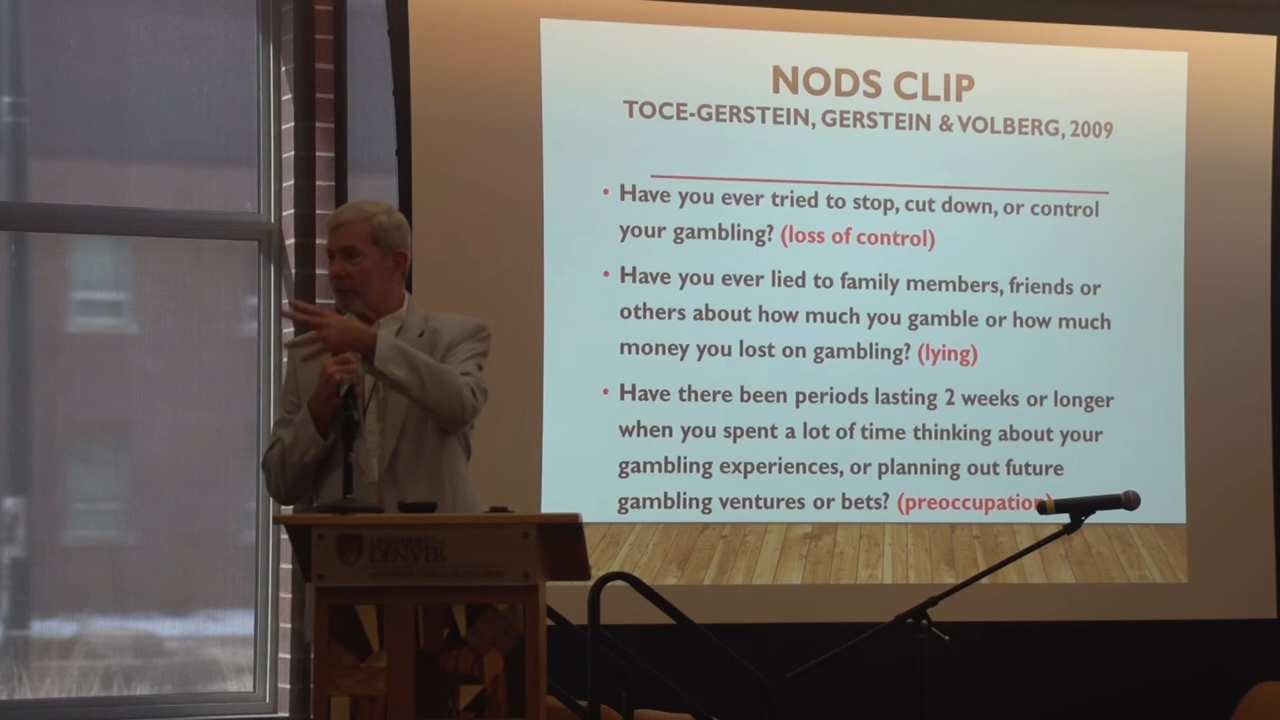 NODS CLIP
TOCE-GERSTEIN, GERSTEIN & VOLBERG, 2009
• Have you ever tried to stop, cut down, or control
your gambling? (loss of control)
• Have you ever lied to family members, friends or
others about how much you gamble or how much
money you lost on gambling? (lying)
• Have there been periods lasting 2 weeks or longer
when you spent a lot of time thinking about your
gambling experiences, or planning out future
gambling ventures or bets? (preoccupation)
UNIVERSITY of
DENVER